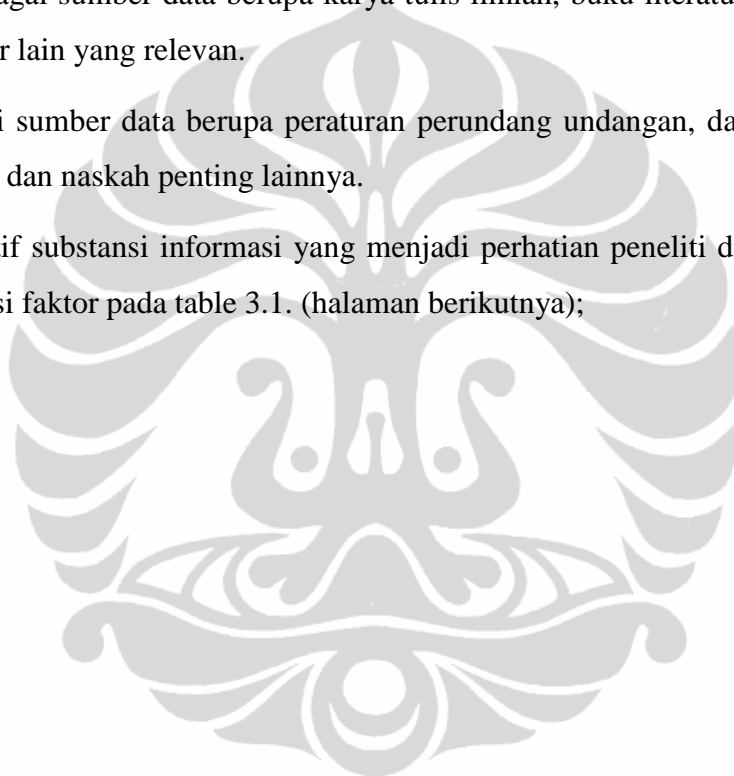 agai sumber data berupa karya tulis ilmiah, buku literatu
r lain yang relevan.
i sumber data berupa peraturan perundang undangan, da
dan naskah penting lainnya.
tif substansi informasi yang menjadi perhatian peneliti d
si faktor pada table 3.1. (halaman berikutnya);